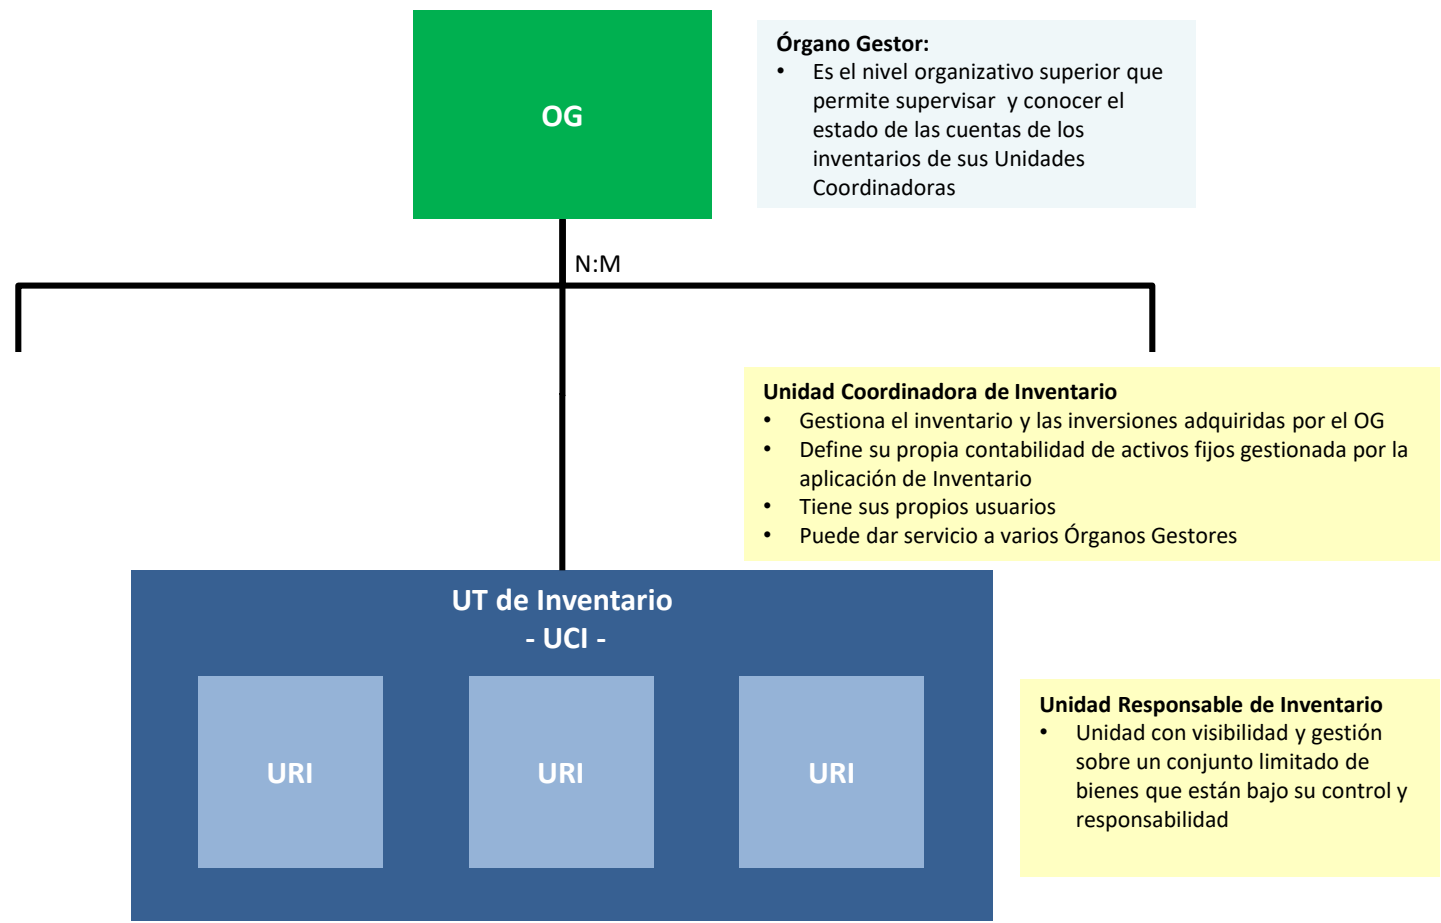 OG
Órgano Gestor:
• Es el nivel organizativo superior que
permite supervisar y conocer el
estado de las cuentas de los
inventarios de sus Unidades
Coordinadoras
N:M
Unidad Coordinadora de Inventario
• Gestiona el inventario y las inversiones adquiridas por el OG
• Define su propia contabilidad de activos fijos gestionada por la
aplicación de Inventario
• Tiene sus propios usuarios
• Puede dar servicio a varios Órganos Gestores
UT de Inventario
- UCI -
URI
URI
URI
Unidad Responsable de Inventario
• Unidad con visibilidad y gestión
sobre un conjunto limitado de
bienes que están bajo su control y
responsabilidad